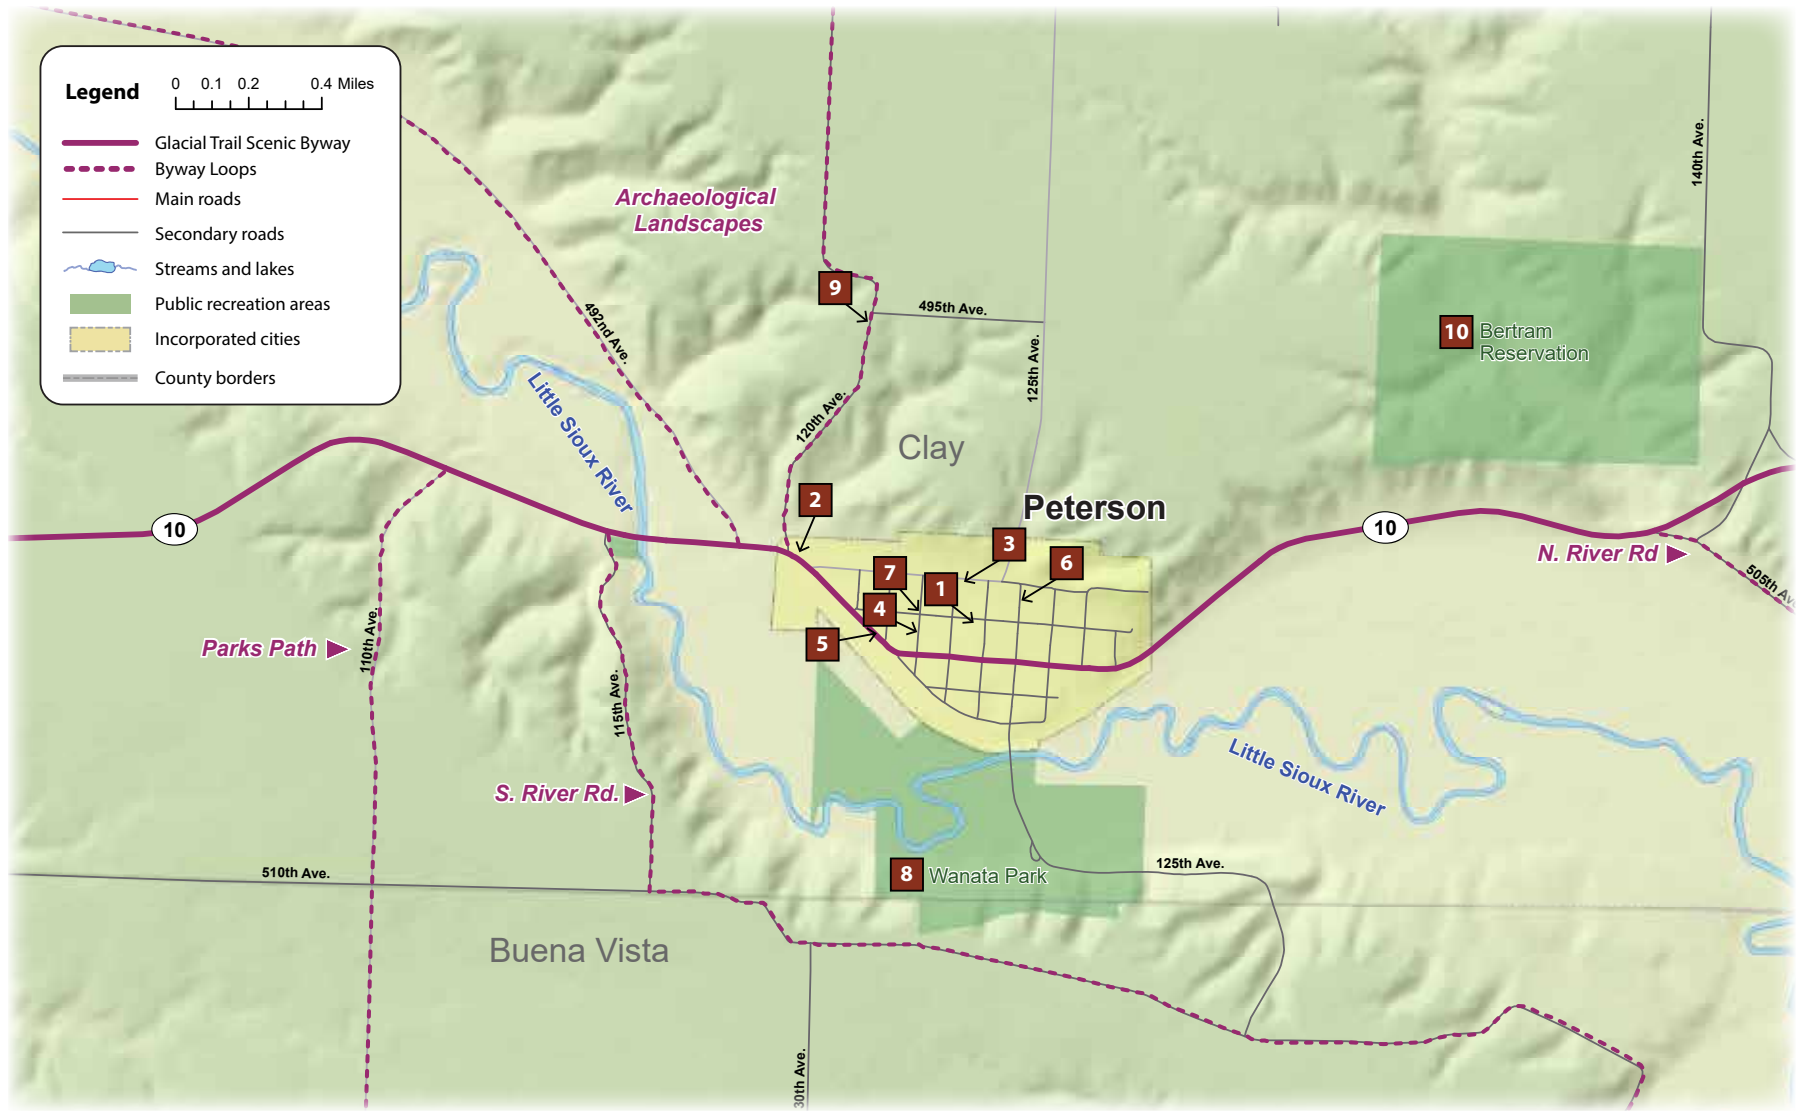 Legend
0 0.1 0.2 0.4 Miles
Glacial Trail Scenic Byway
Byway Loops
Main roads
Secondary roads
Streams and lakes
Public recreation areas
Incorporated cities
County borders
Archaeological
Landscapes
140th Ave.
9
495th Ave.
492nd Ave.
125th Ave.
10
Bertram
Reservation
Little Sioux River
120th Ave.
Clay
2
Peterson
10
10
3
N. River Rd
6
7
1
505th Av
4
5
Parks Path
110th Ave.
115th Ave.
S. River Rd.
Little Sioux River
510th Ave.
8
Wanata Park
125th Ave.
Buena Vista
30th Ave.